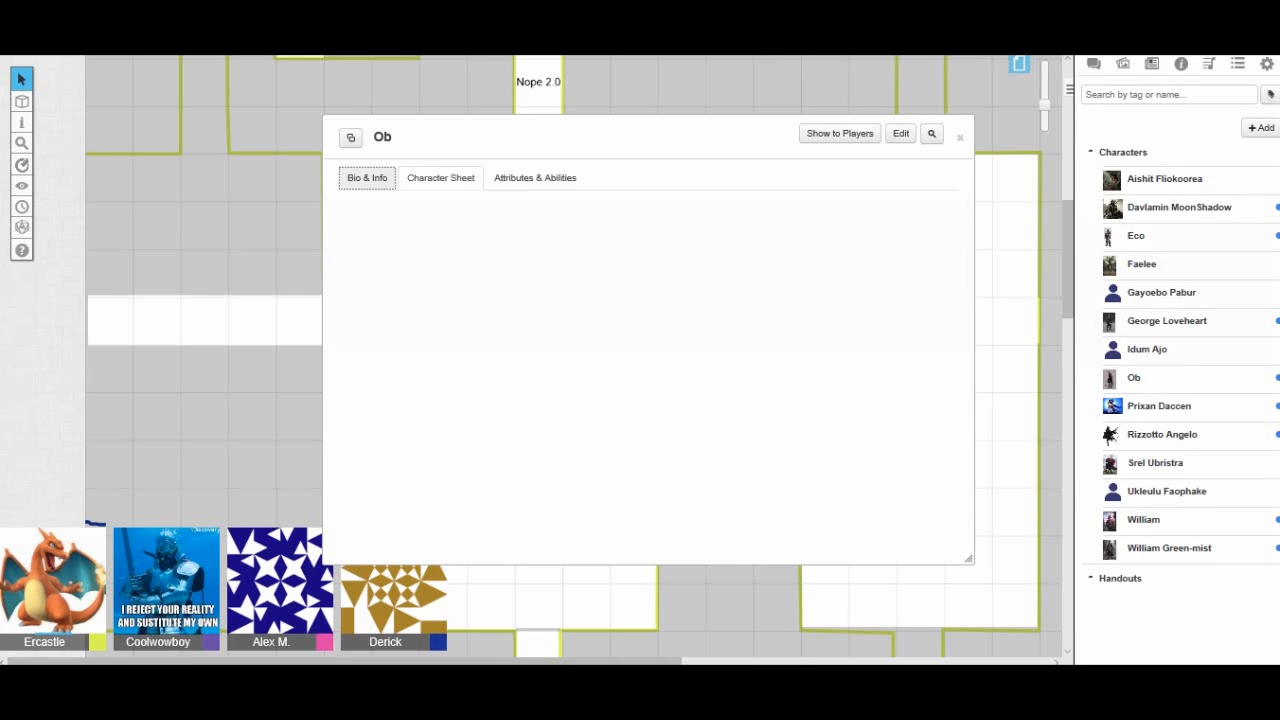 Nope 2.0
Ob
Show to Players
Edit
Bio & Info
Character Sheet
Attributes & Abilities
Search by tag or name...
+ Add
Characters
Aishit Fliokoorea
Davlamin MoonShadow
Eco
Faelee
Gayoebo Pabur
George Loveheart
Idum Ajo
Ob
Prixan Daccen
Rizzotto Angelo
Srel Ubristra
Ukleulu Faophake
William
William Green-mist
Handouts
Discovery
I REJECT YOUR REALITY
AND SUSTITUTE MY OWN
Ercastle
Coolwowboy
Alex M.
Derick